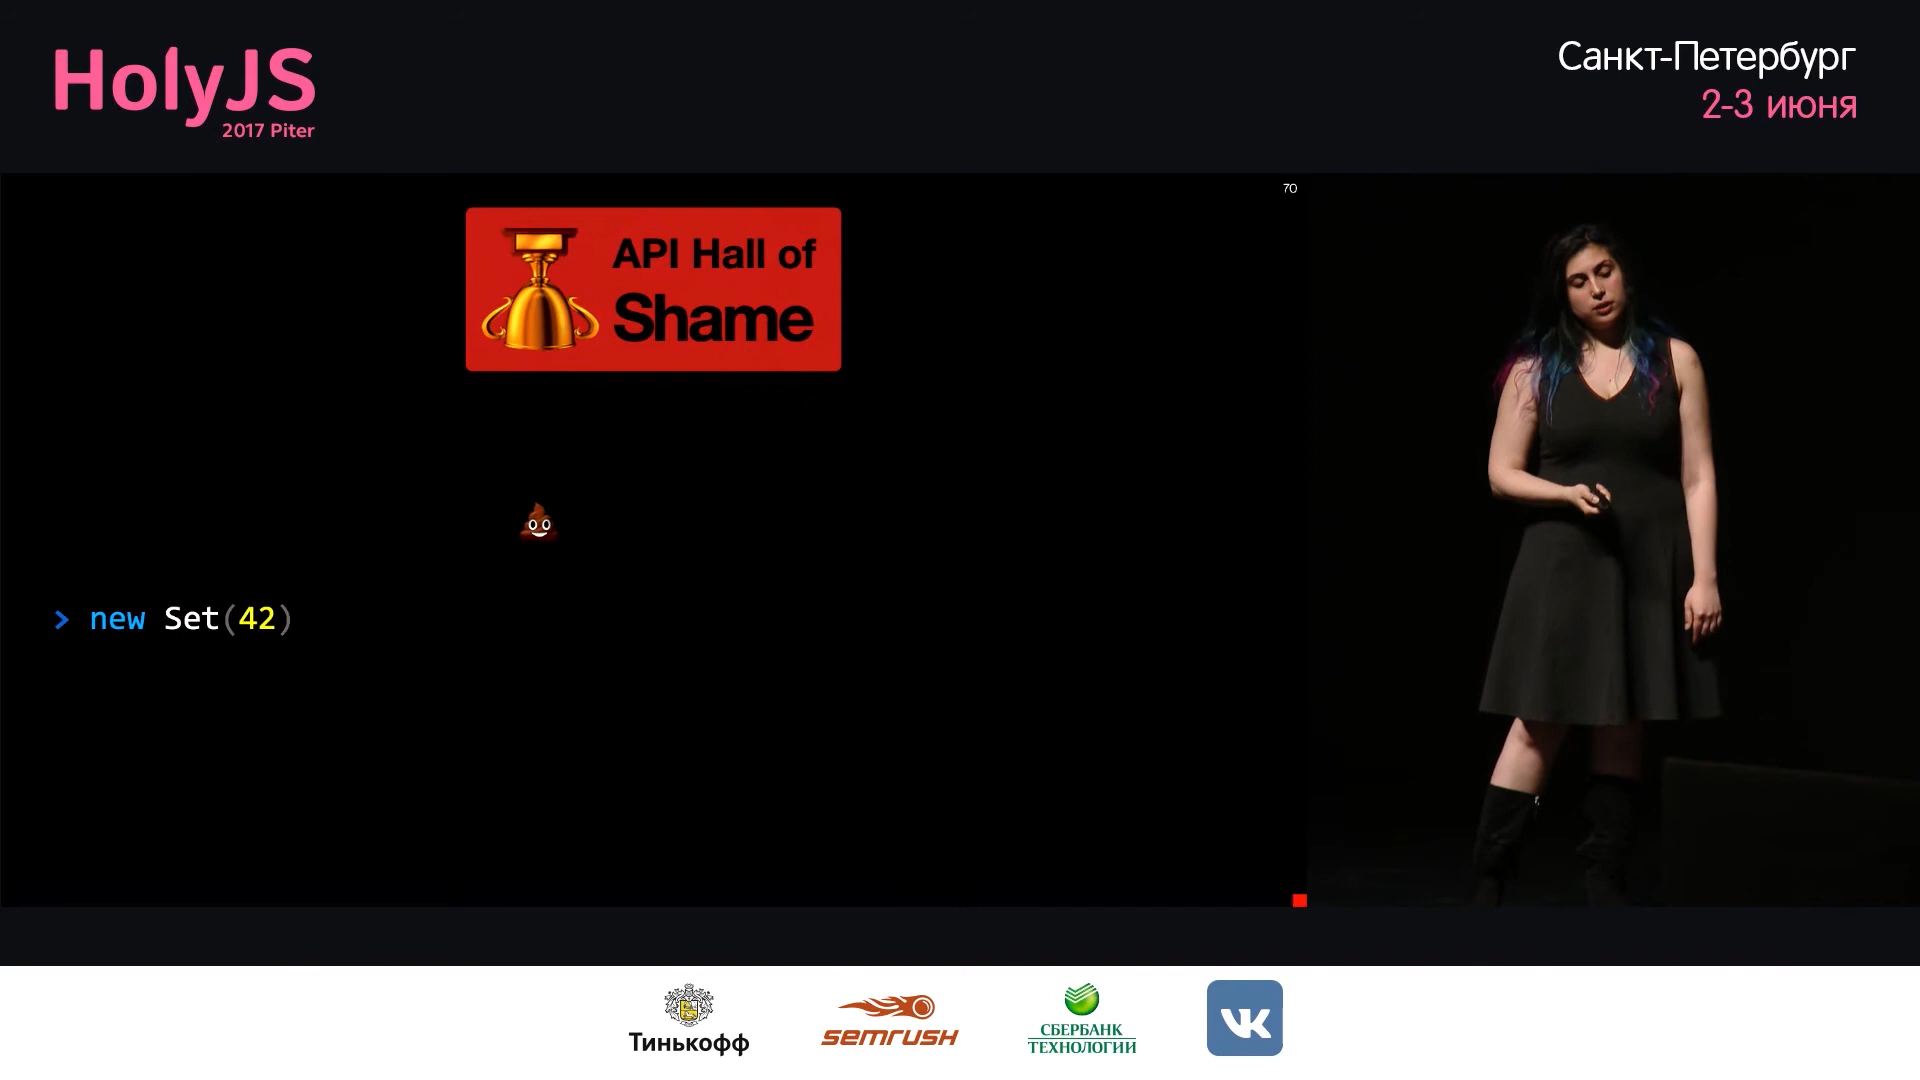 HolyJS
2017 Piter
Санкт-Петербург
2-3 июня
70
API Hall of
Shame
> new Set(42)
Тинькофф
semrush
СБЕРБАНК
ТЕХНОЛОГИИ
VK